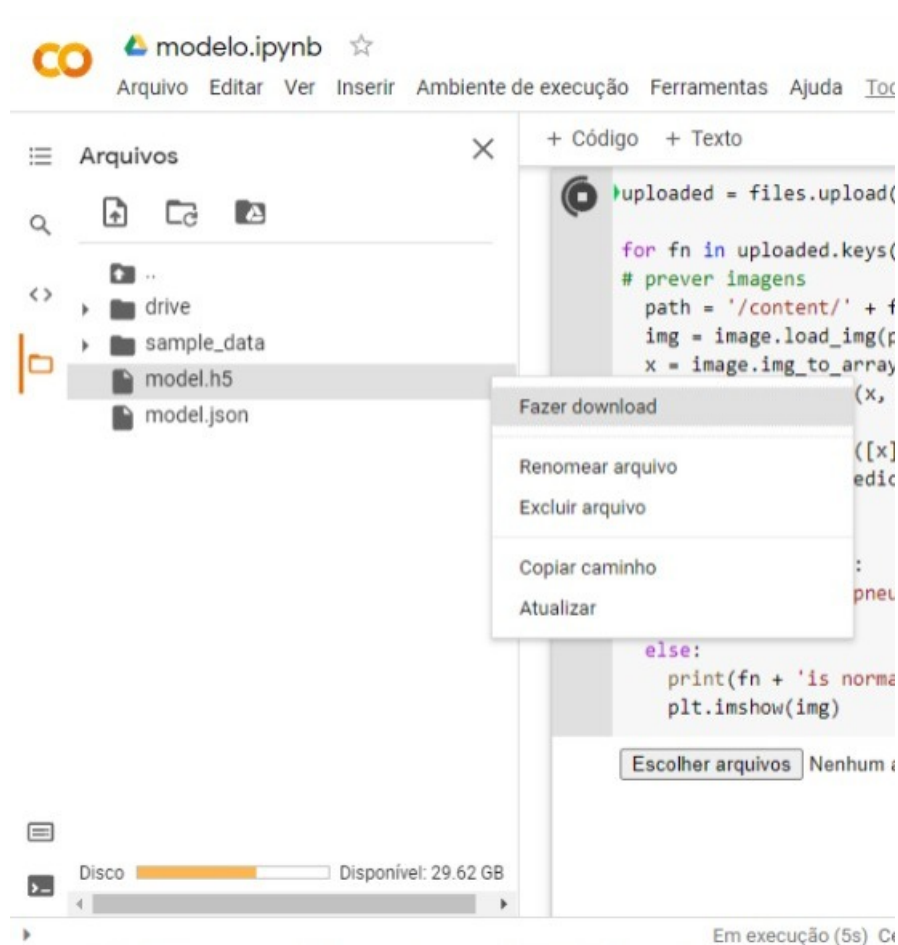 modelo.ipynb
Arquivo Editar Ver Inserir Ambiente de execução Ferramentas Ajuda
Arquivos
+ Código + Texto
..
drive
sample_data
model.h5
model.json
Fazer download
Renomear arquivo
Excluir arquivo
Copiar caminho
Atualizar
uploaded = files.upload(
for fn in uploaded.keys(
# prever imagens
path = '/content/' + f
img = image.load_img(p
x = image.img_to_array
(x,
([x]
edic
:
pneu
else:
print(fn + 'is norma
plt.imshow(img)
Escolher arquivos Nenhum
Disco Disponível: 29.62 GB
Em execução (5s)